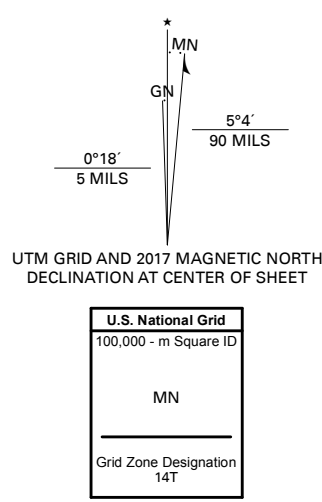 ★
MN
GN
5°4´
90 MILS
0°18´
5 MILS
UTM GRID AND 2017 MAGNETIC NORTH
DECLINATION AT CENTER OF SHEET
U.S. National Grid
100,000 - m Square ID
MN
Grid Zone Designation
14T